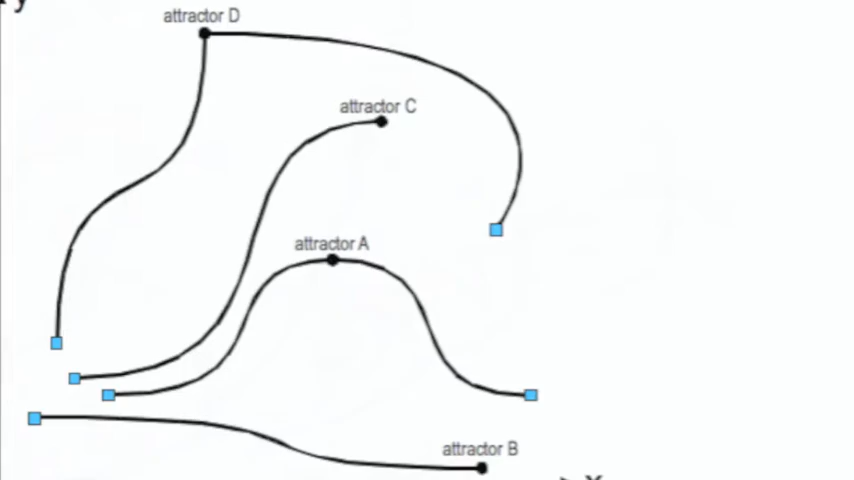 y
attractor D
attractor C
attractor A
attractor B
x